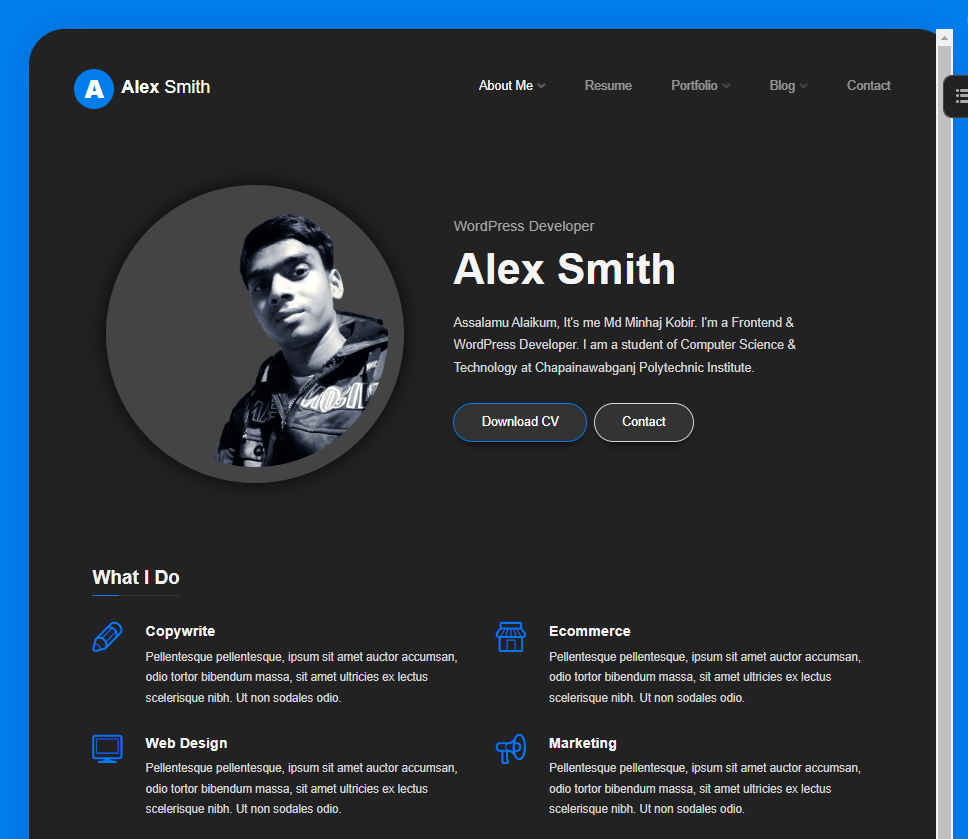 A Alex Smith
About Me Resume Portfolio Blog Contact
WordPress Developer
Alex Smith
Assalamu Alaikum, It's me Md Minhaj Kobir. I'm a Frontend &
WordPress Developer. I am a student of Computer Science &
Technology at Chapainawabganj Polytechnic Institute.
Download CV Contact
What I Do
Copywrite
Pellentesque pellentesque, ipsum sit amet auctor accumsan,
odio tortor bibendum massa, sit amet ultricies ex lectus
scelerisque nibh. Ut non sodales odio.
Ecommerce
Pellentesque pellentesque, ipsum sit amet auctor accumsan,
odio tortor bibendum massa, sit amet ultricies ex lectus
scelerisque nibh. Ut non sodales odio.
Web Design
Pellentesque pellentesque, ipsum sit amet auctor accumsan,
odio tortor bibendum massa, sit amet ultricies ex lectus
scelerisque nibh. Ut non sodales odio.
Marketing
Pellentesque pellentesque, ipsum sit amet auctor accumsan,
odio tortor bibendum massa, sit amet ultricies ex lectus
scelerisque nibh. Ut non sodales odio.